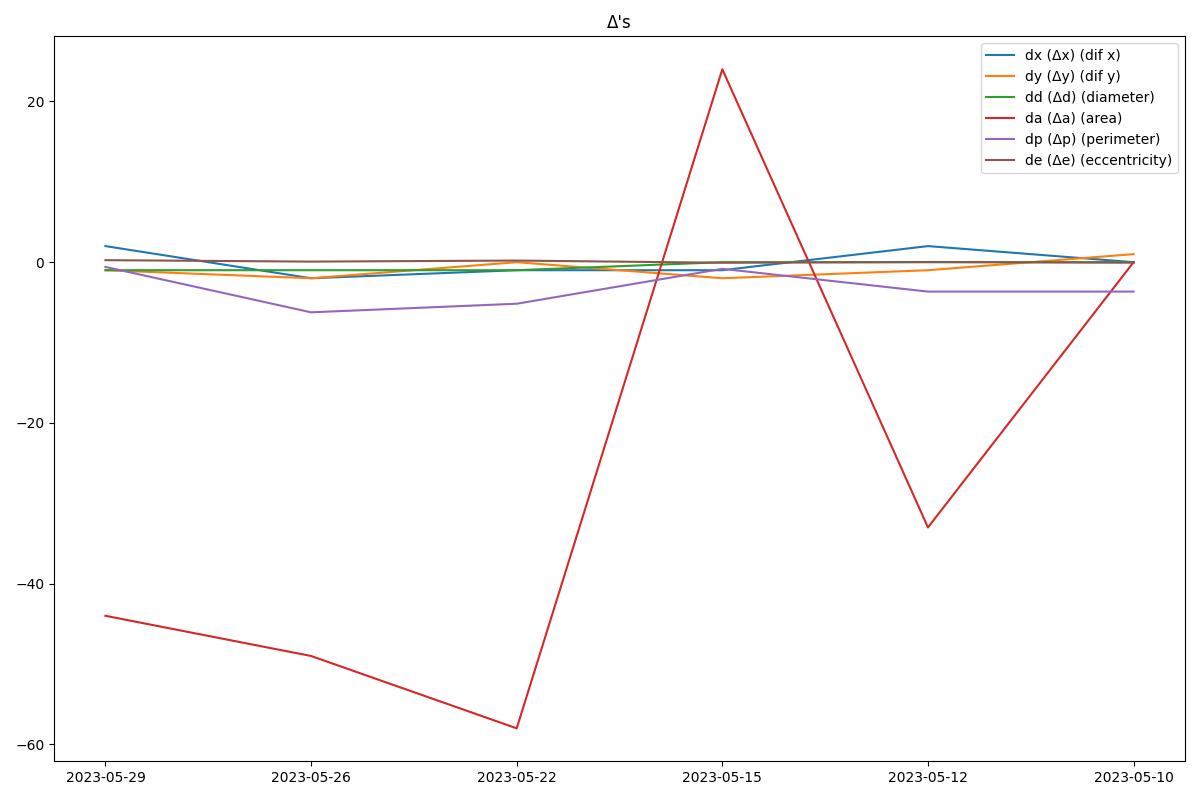 Δ's
dx (Δx) (dif x)
dy (Δy) (dif y)
dd (Δd) (diameter)
da (Δa) (area)
dp (Δp) (perimeter)
de (Δe) (eccentricity)
20
0
−20
−40
−60
2023-05-29 2023-05-26 2023-05-22 2023-05-15 2023-05-12 2023-05-10